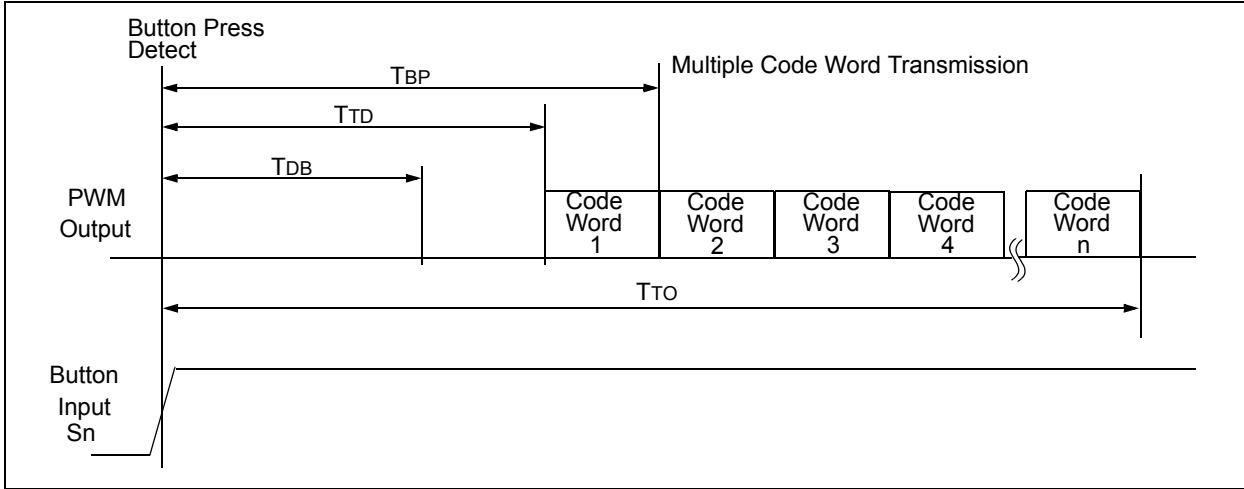 Button Press
Detect
Multiple Code Word Transmission
TBP
TTD
TDB
PWM
Output
Code
Word
1
Code
Word
2
Code
Word
3
Code
Word
4
Code
Word
n
TTO
Button
Input
Sn